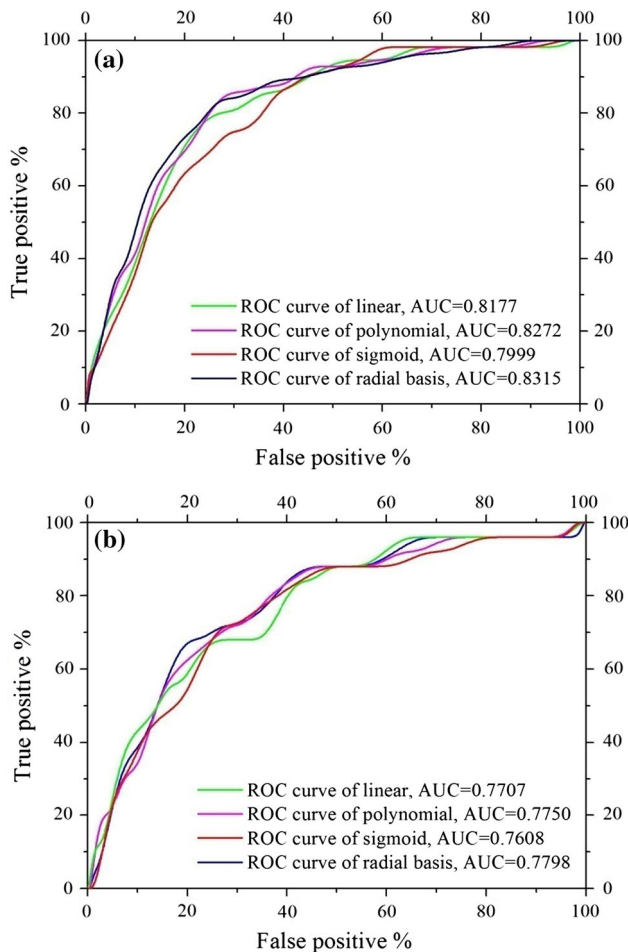 0 20 40 60 80 100
(a)
100 100
80 80
60 60
40 40
20 20
0 0
True positive %
ROC curve of linear, AUC=0.8177
ROC curve of polynomial, AUC=0.8272
ROC curve of sigmoid, AUC=0.7999
ROC curve of radial basis, AUC=0.8315
0 20 40 60 80 100
False positive %
0 20 40 60 80 100
(b)
100 100
80 80
60 60
40 40
20 20
0 0
True positive %
ROC curve of linear, AUC=0.7707
ROC curve of polynomial, AUC=0.7750
ROC curve of sigmoid, AUC=0.7608
ROC curve of radial basis, AUC=0.7798
0 20 40 60 80 100
False positive %